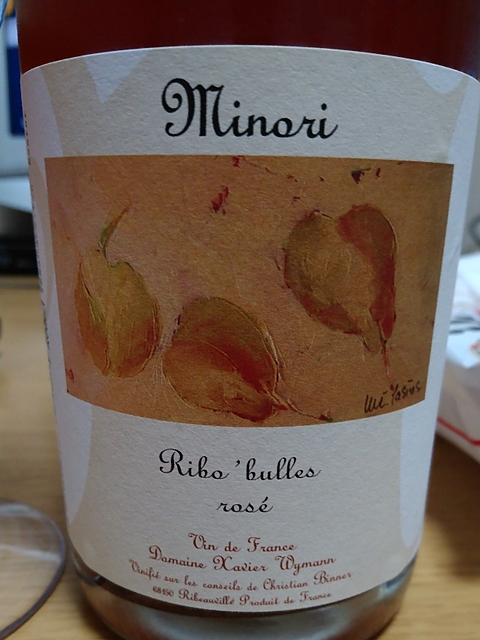 Minori
Ribo'bulles
rosé
Vin de France
Domaine Xavier Wymann
Vinifié sur les conseils de Christian Binner
68150 Ribeauvillé Produit de France